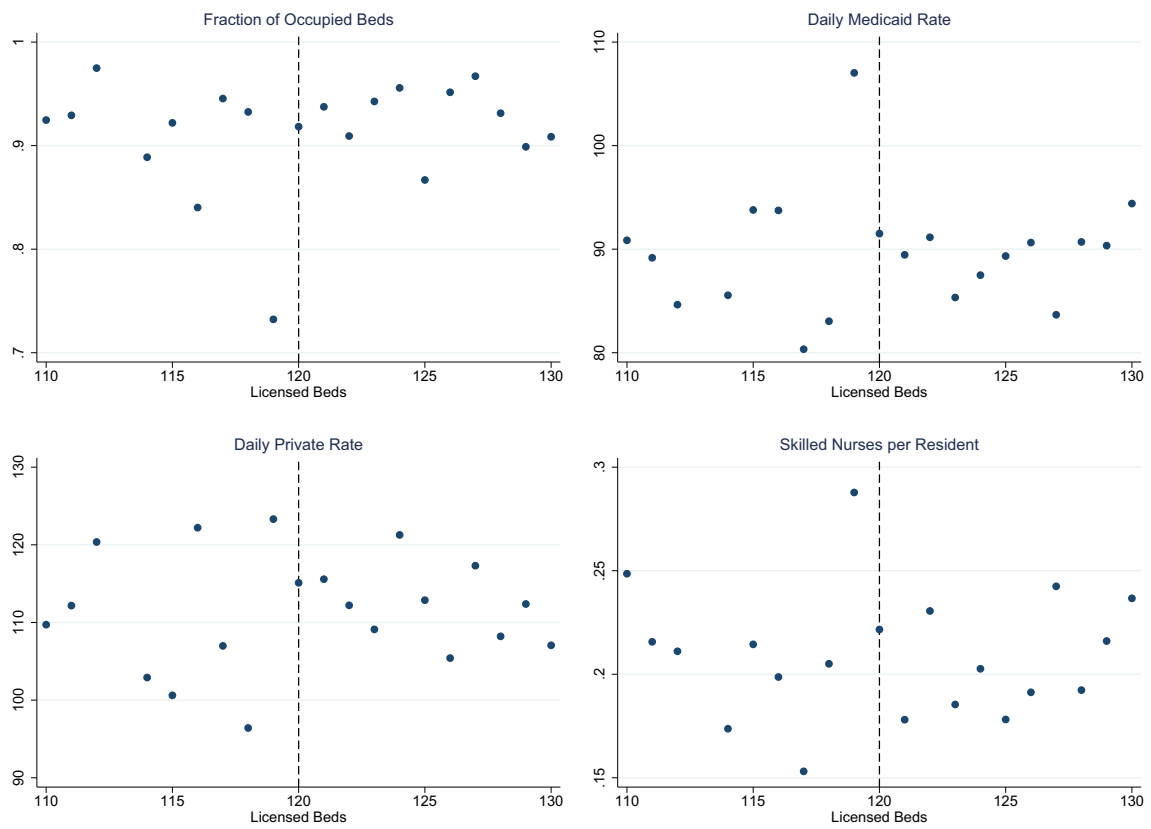 Fraction of Occupied Beds
1
.9
.8
.7
110 115 120 125 130
Licensed Beds
Daily Medicaid Rate
110
100
90
80
110 115 120 125 130
Licensed Beds
Daily Private Rate
130
120
110
100
90
110 115 120 125 130
Licensed Beds
Skilled Nurses per Resident
.3
.25
.2
.15
110 115 120 125 130
Licensed Beds